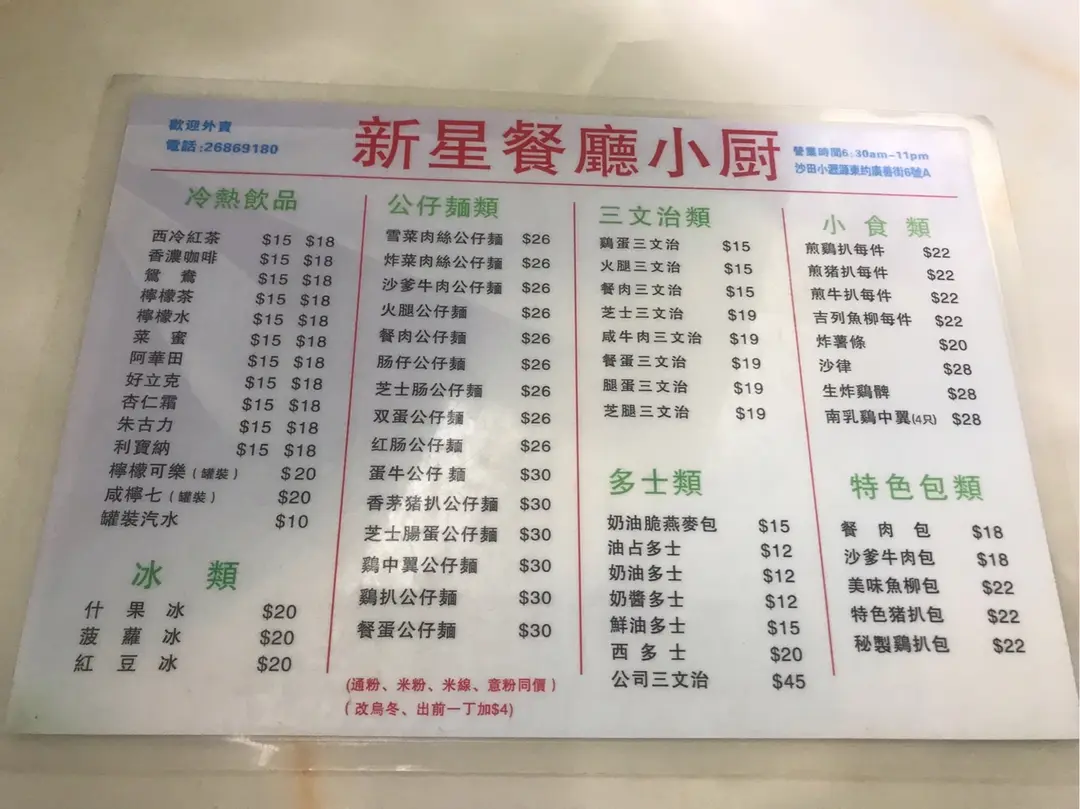 歡迎外賣
電話:26869180
新星餐廳小厨
營業時間6:30am-11pm
沙田小瀝源東約廣善街6號A
冷熱飲品
西冷紅茶 $15 $18
香濃咖啡 $15 $18
鴛鴦 $15 $18
檸檬茶 $15 $18
檸檬水 $15 $18
菜蜜 $15 $18
阿華田 $15 $18
好立克 $15 $18
杏仁霜 $15 $18
朱古力 $15 $18
利寶納 $15 $18
檸檬可樂(罐裝) $20
咸檸七(罐裝) $20
罐裝汽水 $10
冰類
什果冰 $20
菠蘿冰 $20
紅豆冰 $20
公仔麵類
雪菜肉絲公仔麵 $26
炸菜肉絲公仔麵 $26
沙爹牛肉公仔麵 $26
火腿公仔麵 $26
餐肉公仔麵 $26
肠仔公仔麵 $26
芝士肠公仔麵 $26
双蛋公仔麵 $26
红肠公仔麵 $26
蛋牛公仔麵 $30
香茅豬扒公仔麵 $30
芝士腸蛋公仔麵 $30
鷄中翼公仔麵 $30
鷄扒公仔麵 $30
餐蛋公仔麵 $30
(通粉、米粉、米線、意粉同價)
(改烏冬、出前一丁加$4)
三文治類
鷄蛋三文治 $15
火腿三文治 $15
餐肉三文治 $15
芝士三文治 $19
咸牛肉三文治 $19
餐蛋三文治 $19
腿蛋三文治 $19
芝腿三文治 $19
多士類
奶油脆燕麥包 $15
油占多士 $12
奶油多士 $12
奶醬多士 $12
鮮油多士 $15
西多士 $20
公司三文治 $45
小食類
煎鷄扒每件 $22
煎猪扒每件 $22
煎牛扒每件 $22
吉列魚柳每件 $22
炸薯條 $20
沙律 $28
生炸鷄髀 $28
南乳鷄中翼(4只) $28
特色包類
餐肉包 $18
沙爹牛肉包 $18
美味魚柳包 $22
特色猪扒包 $22
秘製鷄扒包 $22